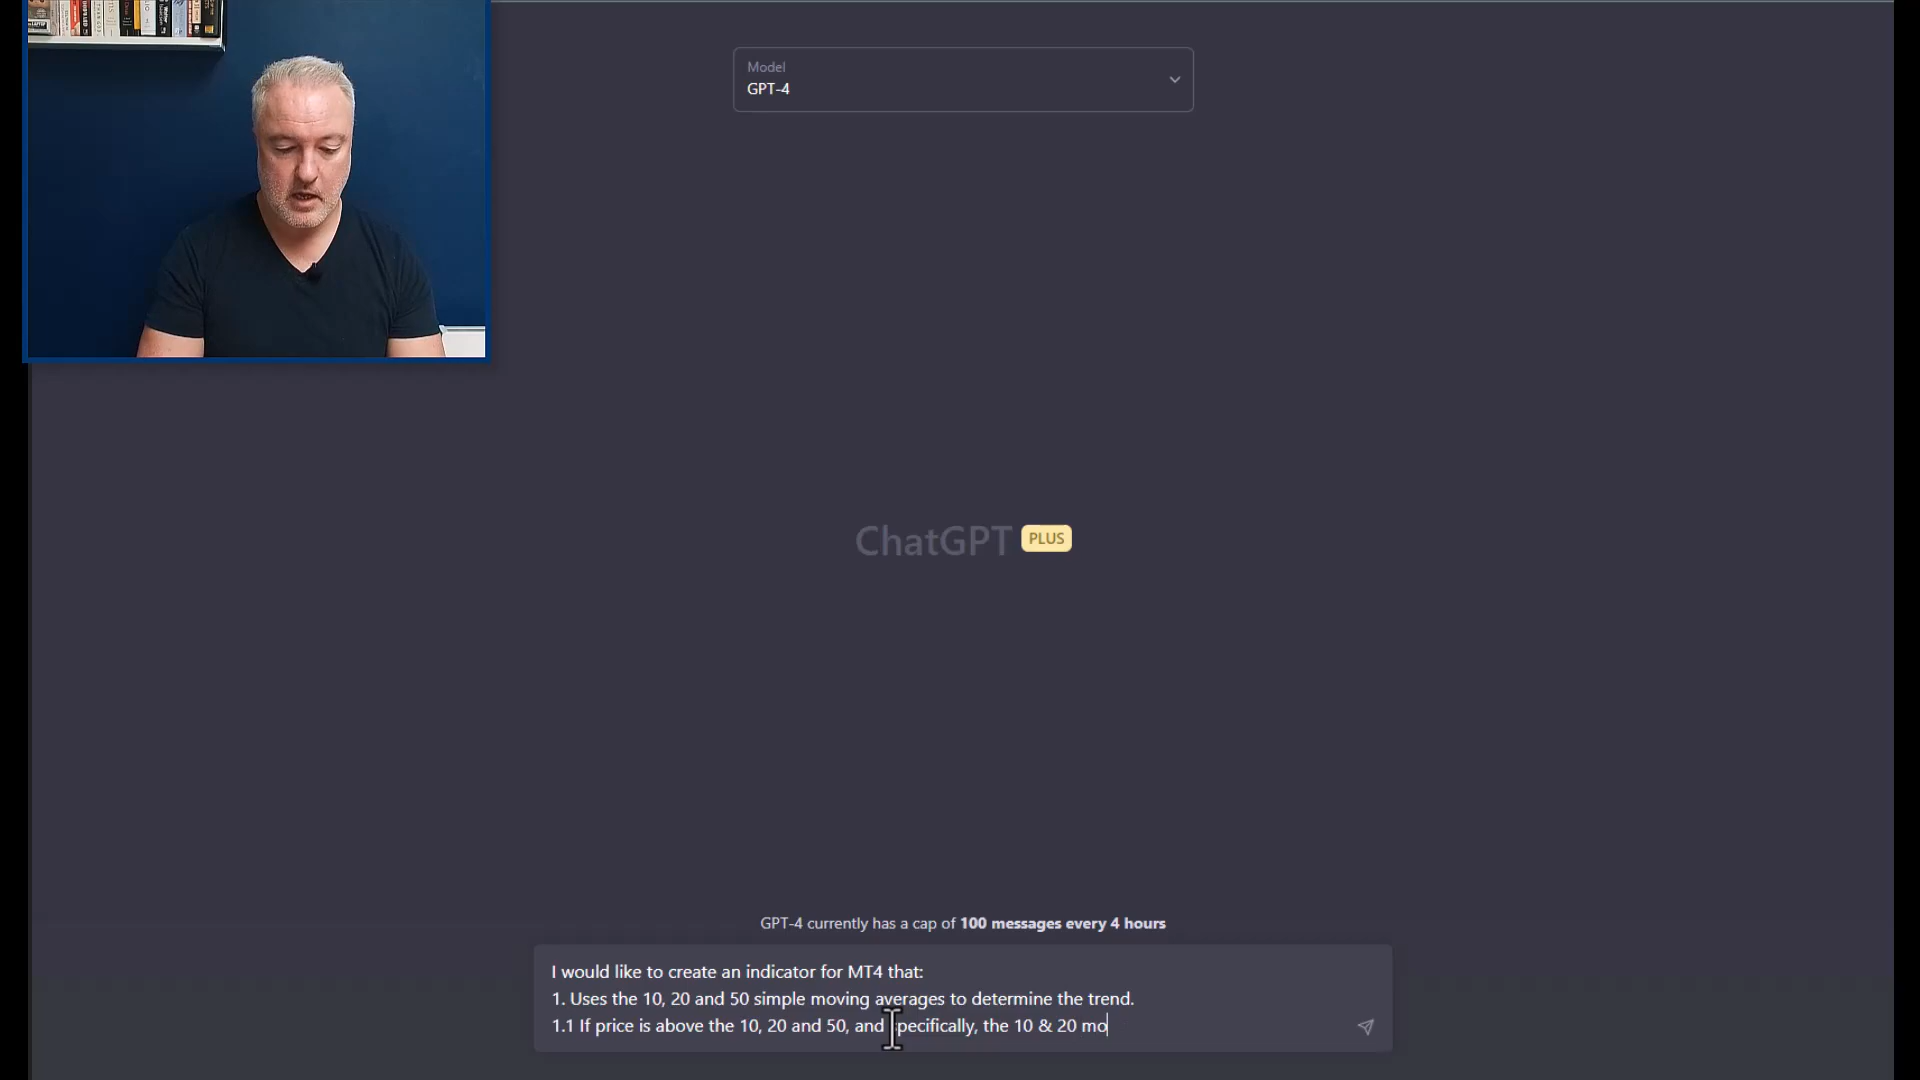 Model
GPT-4
ChatGPT PLUS
GPT-4 currently has a cap of 100 messages every 4 hours
I would like to create an indicator for MT4 that:
1. Uses the 10, 20 and 50 simple moving averages to determine the trend.
1.1 If price is above the 10, 20 and 50, and specifically, the 10 & 20 mo